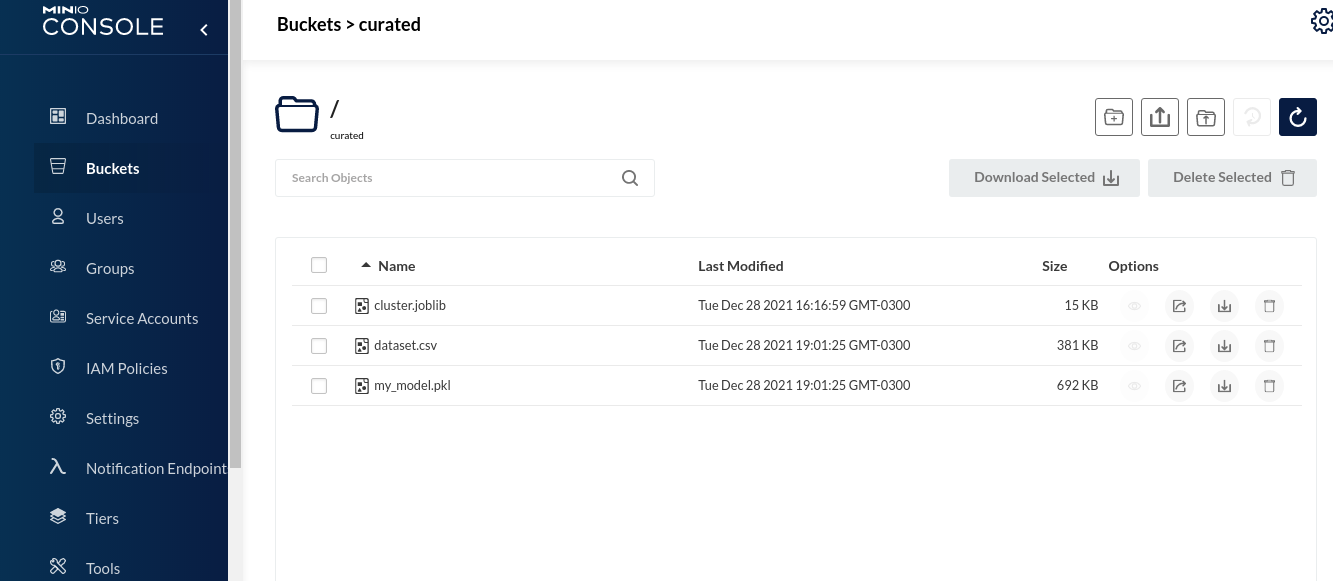 MINIO
CONSOLE
Buckets > curated
Dashboard
Buckets
Users
Groups
Service Accounts
IAM Policies
Settings
Notification Endpoint
Tiers
Tools
/
curated
Search Objects
Download Selected
Delete Selected
Name Last Modified Size Options
cluster.joblib Tue Dec 28 2021 16:16:59 GMT-0300 15 KB
dataset.csv Tue Dec 28 2021 19:01:25 GMT-0300 381 KB
my_model.pkl Tue Dec 28 2021 19:01:25 GMT-0300 692 KB